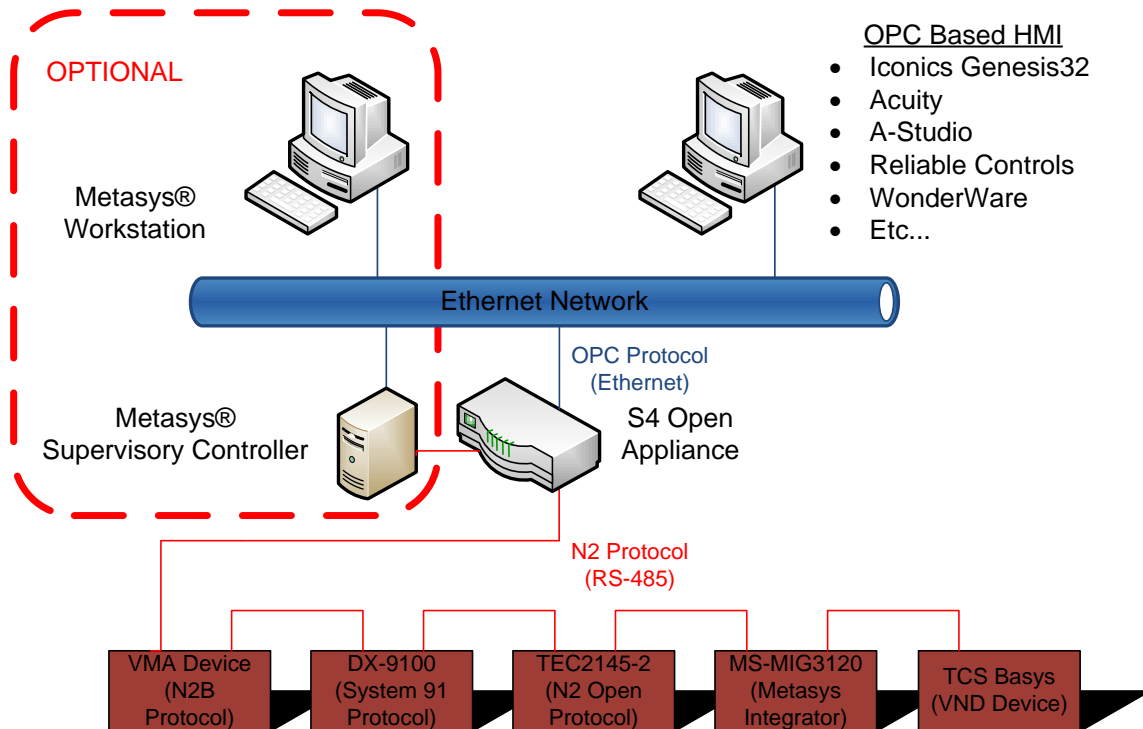 OPTIONAL
Metasys®
Workstation
OPC Based HMI
• Iconics Genesis32
• Acuity
• A-Studio
• Reliable Controls
• WonderWare
• Etc...
Ethernet Network
OPC Protocol
(Ethernet)
Metasys®
Supervisory Controller
S4 Open
Appliance
N2 Protocol
(RS-485)
VMA Device
(N2B
Protocol)
DX-9100
(System 91
Protocol)
TEC2145-2
(N2 Open
Protocol)
MS-MIG3120
(Metasys
Integrator)
TCS Basys
(VND Device)